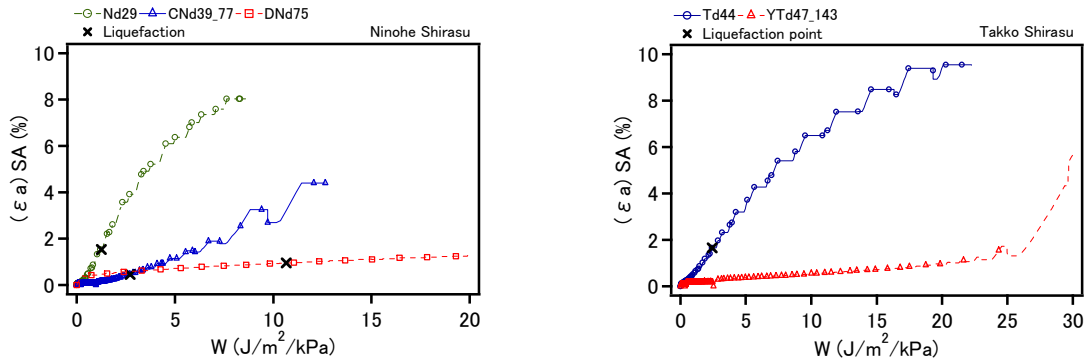 Nd29 CNd39_77 DNd75
Liquefaction Ninohe Shirasu
10
8
6
4
2
0
(εa) SA (%)
0 5 10 15 20
W (J/m²/kPa)
Td44 YTd47_143
Liquefaction point Takko Shirasu
10
8
6
4
2
0
(εa) SA (%)
0 5 10 15 20 25 30
W (J/m²/kPa)